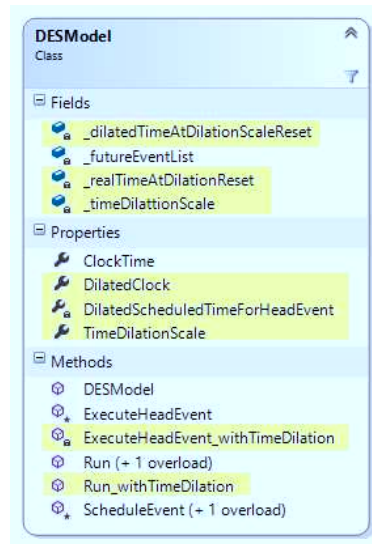 DESModel
Class
Fields
_dilatedTimeAtDilationScaleReset
_futureEventList
_realTimeAtDilationReset
_timeDilattionScale
Properties
ClockTime
DilatedClock
DilatedScheduledTimeForHeadEvent
TimeDilationScale
Methods
DESModel
ExecuteHeadEvent
ExecuteHeadEvent_withTimeDilation
Run (+ 1 overload)
Run_withTimeDilation
ScheduleEvent (+ 1 overload)